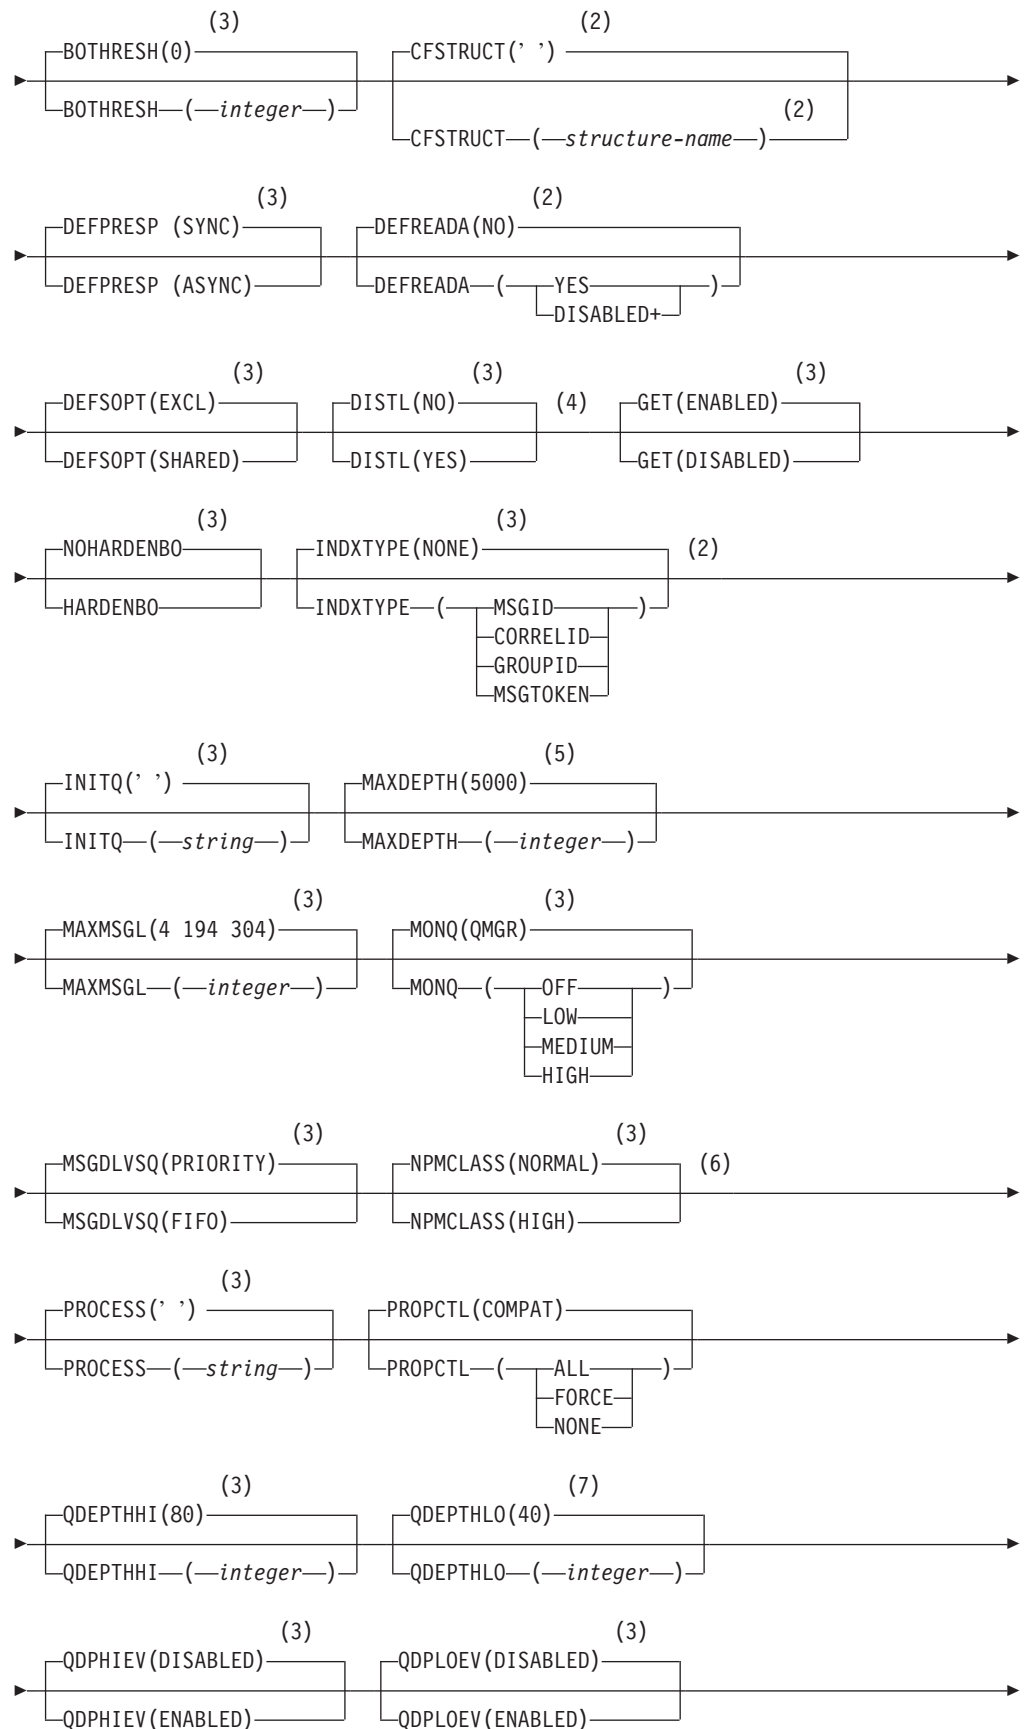 (3) (2)
BOTHRESH(0) CFSTRUCT(’ ’)
BOTHRESH ( integer ) (2)
CFSTRUCT ( structure-name )
(3) (2)
DEFPRESP (SYNC) DEFREADA(NO)
DEFPRESP (ASYNC) DEFREADA ( YES )
DISABLED+
(3) (3) (3)
DEFSOPT(EXCL) DISTL(NO) (4) GET(ENABLED)
DEFSOPT(SHARED) DISTL(YES) GET(DISABLED)
(3) (3)
NOHARDENBO INDXTYPE(NONE) (2)
HARDENBO INDXTYPE ( MSGID )
CORRELID
GROUPID
MSGTOKEN
(3) (5)
INITQ(’ ’) MAXDEPTH(5000)
INITQ ( string ) MAXDEPTH ( integer )
(3) (3)
MAXMSGL(4 194 304) MONQ(QMGR)
MAXMSGL ( integer ) MONQ ( OFF )
LOW
MEDIUM
HIGH
(3) (3)
MSGDLVSQ(PRIORITY) NPMCLASS(NORMAL) (6)
MSGDLVSQ(FIFO) NPMCLASS(HIGH)
(3)
PROCESS(’ ’) PROPCTL(COMPAT)
PROCESS ( string ) PROPCTL ( ALL )
FORCE
NONE
(3) (7)
QDEPTHHI(80) QDEPTHLO(40)
QDEPTHHI ( integer ) QDEPTHLO ( integer )
(3) (3)
QDPHIEV(DISABLED) QDPLOEV(DISABLED)
QDPHIEV(ENABLED) QDPLOEV(ENABLED)